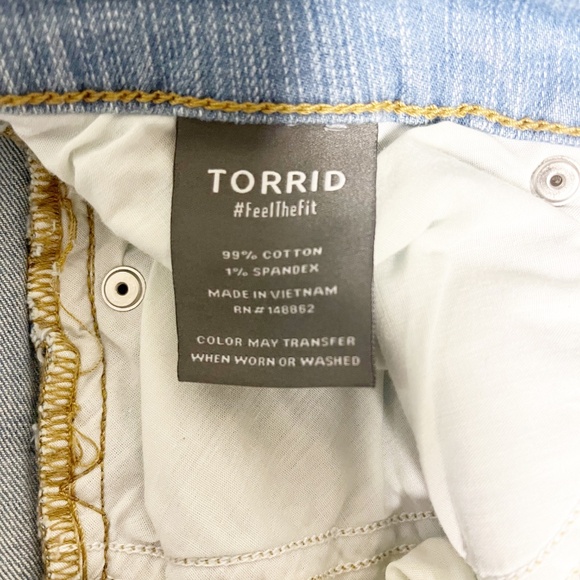 TORRID
#FeelTheFit
99% COTTON
1% SPANDEX
MADE IN VIETNAM
RN# 148862
COLOR MAY TRANSFER
WHEN WORN OR WASHED